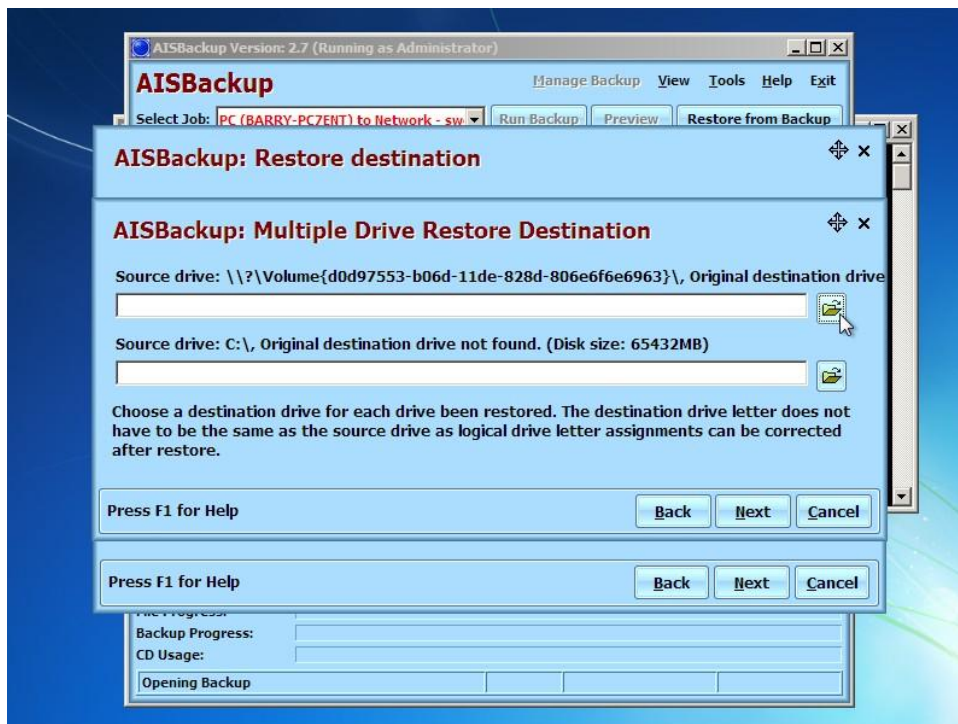 AISBackup Version: 2.7 (Running as Administrator)
AISBackup
Manage Backup View Tools Help Exit
Select Job: PC (BARRY-PC7ENT) to Network - sw Run Backup Preview Restore from Backup
AISBackup: Restore destination
AISBackup: Multiple Drive Restore Destination
Source drive: \\?\Volume{d0d97553-b06d-11de-828d-806e6f6e6963}\, Original destination drive
Source drive: C:\, Original destination drive not found. (Disk size: 65432MB)
Choose a destination drive for each drive been restored. The destination drive letter does not
have to be the same as the source drive as logical drive letter assignments can be corrected
after restore.
Press F1 for Help Back Next Cancel
Press F1 for Help Back Next Cancel
File Progress:
Backup Progress:
CD Usage:
Opening Backup